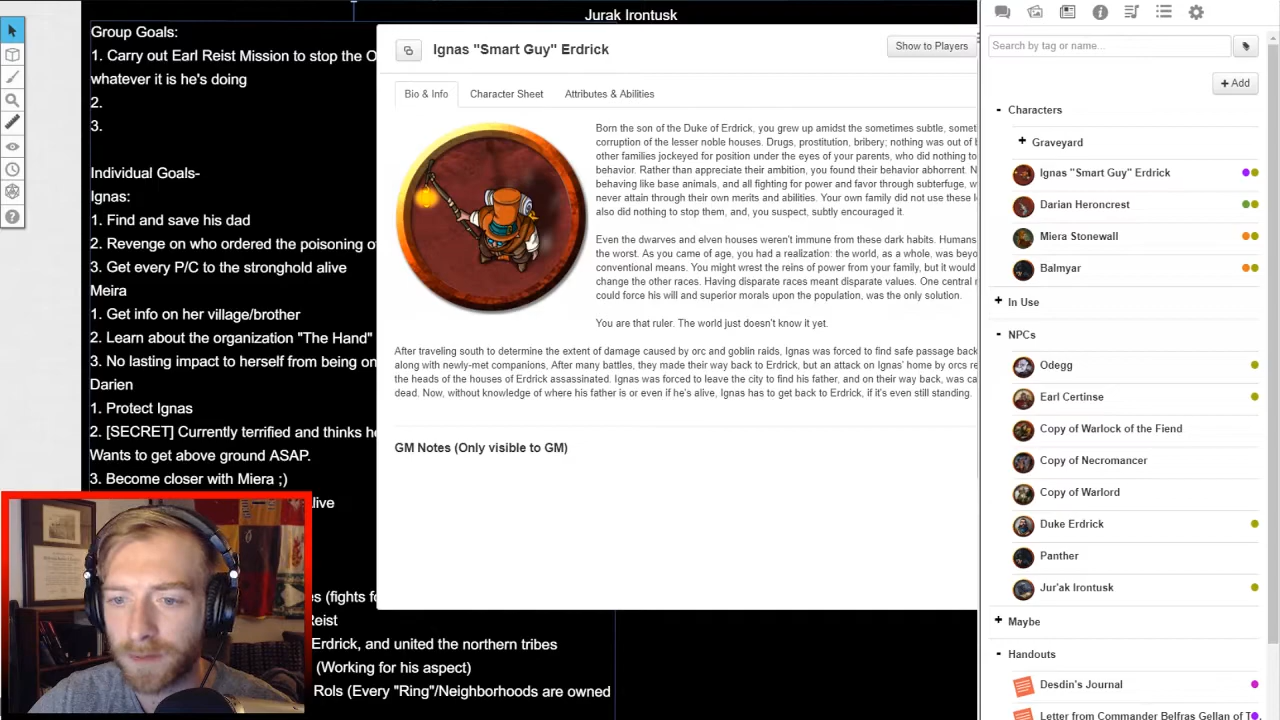 Jurak Irontusk
Group Goals:
1. Carry out Earl Reist Mission to stop the O
whatever it is he's doing
2.
3.
Individual Goals-
Ignas:
1. Find and save his dad
2. Revenge on who ordered the poisoning o
3. Get every P/C to the stronghold alive
Meira
1. Get info on her village/brother
2. Learn about the organization "The Hand"
3. No lasting impact to herself from being on
Darien
1. Protect Ignas
2. [SECRET] Currently terrified and thinks he
Wants to get above ground ASAP.
3. Become closer with Miera ;)
alive
es (fights fo
Reist
Erdrick, and united the northern tribes
(Working for his aspect)
Rols (Every "Ring"/Neighborhoods are owned
Ignas "Smart Guy" Erdrick
Show to Players
Bio & Info
Character Sheet
Attributes & Abilities
Born the son of the Duke of Erdrick, you grew up amidst the sometimes subtle, somet
corruption of the lesser noble houses. Drugs, prostitution, bribery; nothing was out of b
other families jockeyed for position under the eyes of your parents, who did nothing to
behavior. Rather than appreciate their ambition, you found their behavior abhorrent. N
behaving like base animals, and all fighting for power and favor through subterfuge, w
never attain through their own merits and abilities. Your own family did not use these l
also did nothing to stop them, and, you suspect, subtly encouraged it.
Even the dwarves and elven houses weren't immune from these dark habits. Humans
the worst. As you came of age, you had a realization: the world, as a whole, was beyo
conventional means. You might wrest the reins of power from your family, but it would
change the other races. Having disparate races meant disparate values. One central r
could force his will and superior morals upon the population, was the only solution.
You are that ruler. The world just doesn't know it yet.
After traveling south to determine the extent of damage caused by orc and goblin raids, Ignas was forced to find safe passage back
along with newly-met companions, After many battles, they made their way back to Erdrick, but an attack on Ignas' home by orcs re
the heads of the houses of Erdrick assassinated. Ignas was forced to leave the city to find his father, and on their way back, was ca
dead. Now, without knowledge of where his father is or even if he's alive, Ignas has to get back to Erdrick, if it's even still standing.
GM Notes (Only visible to GM)
Search by tag or name...
+ Add
- Characters
+ Graveyard
Ignas "Smart Guy" Erdrick
Darian Heroncrest
Miera Stonewall
Balmyar
+ In Use
- NPCs
Odegg
Earl Certinse
Copy of Warlock of the Fiend
Copy of Necromancer
Copy of Warlord
Duke Erdrick
Panther
Jur'ak Irontusk
+ Maybe
- Handouts
Desdin's Journal
Letter from Commander Belfras Gellan of T...